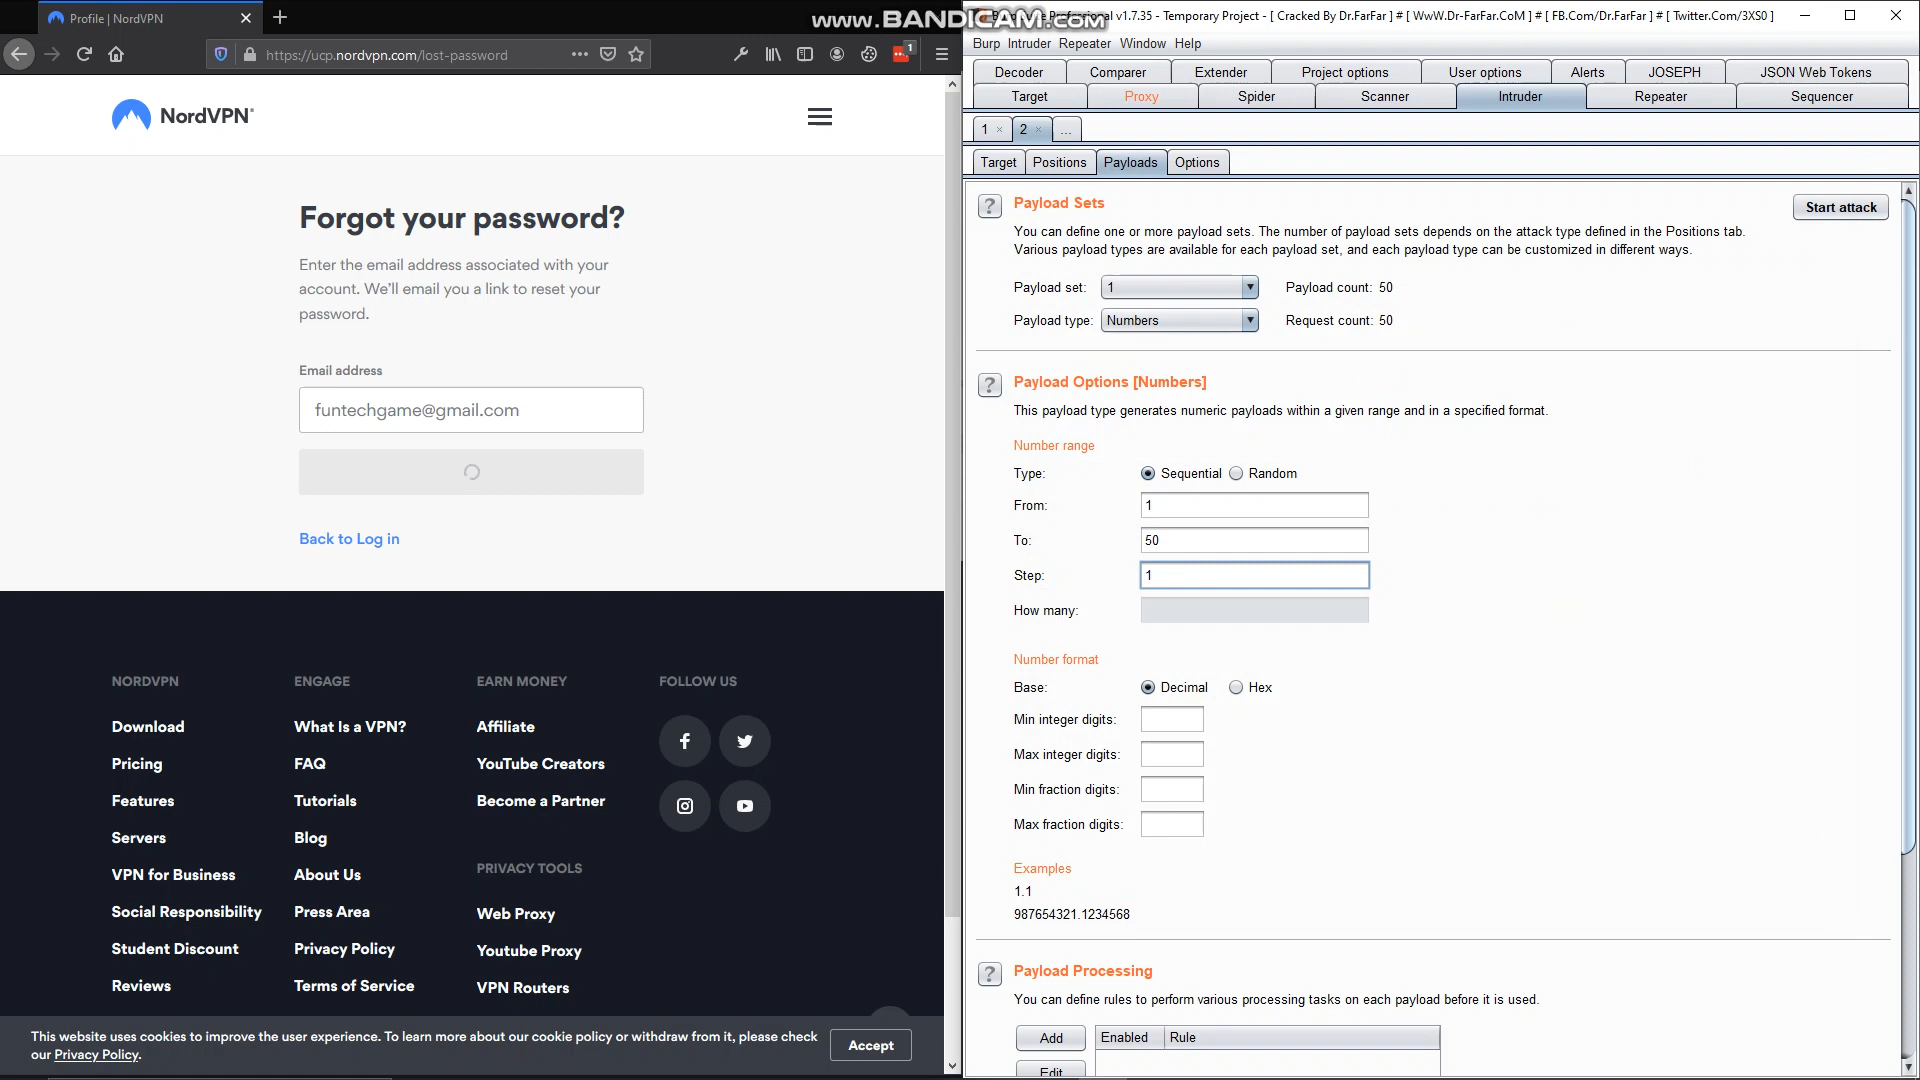 Profile | NordVPN
https://ucp.nordvpn.com/lost-password
1
NordVPN®
Forgot your password?
Enter the email address associated with your
account. We'll email you a link to reset your
password.
Email address
funtechgame@gmail.com
Back to Log in
NORDVPN
Download
Pricing
Features
Servers
VPN for Business
Social Responsibility
Student Discount
Reviews
ENGAGE
What Is a VPN?
FAQ
Tutorials
Blog
About Us
Press Area
Privacy Policy
Terms of Service
EARN MONEY
Affiliate
YouTube Creators
Become a Partner
PRIVACY TOOLS
Web Proxy
Youtube Proxy
VPN Routers
FOLLOW US
This website uses cookies to improve the user experience. To learn more about our cookie policy or withdraw from it, please check
our Privacy Policy.
Accept
www.BANDICAM.com
v1.7.35 - Temporary Project - [ Cracked By Dr.FarFar ] # [ WwW.Dr-FarFar.CoM ] # [ FB.Com/Dr.FarFar ] # [ Twitter.Com/3XS0 ]
Burp Intruder Repeater Window Help
Decoder Comparer Extender Project options User options Alerts JOSEPH JSON Web Tokens
Target Proxy Spider Scanner Intruder Repeater Sequencer
1 × 2 × ...
Target Positions Payloads Options
? Payload Sets
Start attack
You can define one or more payload sets. The number of payload sets depends on the attack type defined in the Positions tab.
Various payload types are available for each payload set, and each payload type can be customized in different ways.
Payload set: 1 Payload count: 50
Payload type: Numbers Request count: 50
? Payload Options [Numbers]
This payload type generates numeric payloads within a given range and in a specified format.
Number range
Type: Sequential Random
From: 1
To: 50
Step: 1
How many:
Number format
Base: Decimal Hex
Min integer digits:
Max integer digits:
Min fraction digits:
Max fraction digits:
Examples
1.1
987654321.1234568
? Payload Processing
You can define rules to perform various processing tasks on each payload before it is used.
Add Enabled Rule
Edit